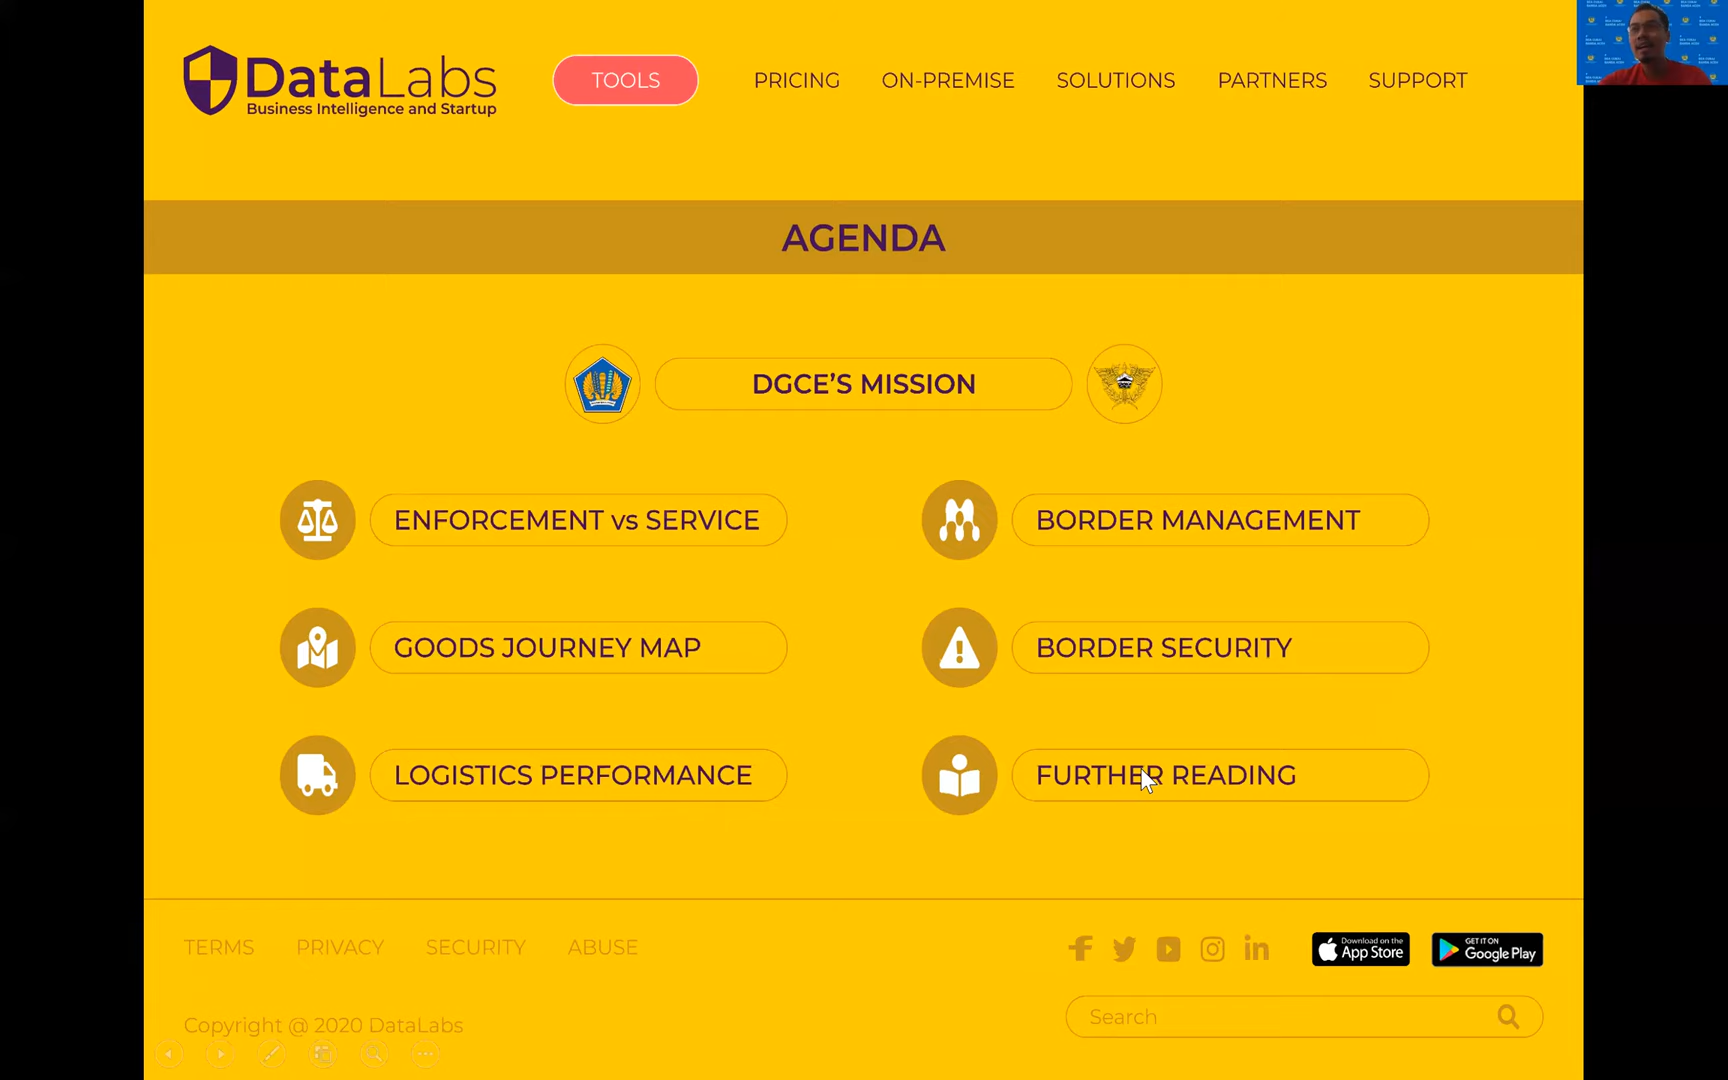 DataLabs
Business Intelligence and Startup
TOOLS
PRICING
ON-PREMISE
SOLUTIONS
PARTNERS
SUPPORT
AGENDA
DGCE'S MISSION
ENFORCEMENT vs SERVICE
BORDER MANAGEMENT
GOODS JOURNEY MAP
BORDER SECURITY
LOGISTICS PERFORMANCE
FURTHER READING
TERMS
PRIVACY
SECURITY
ABUSE
Download on the
App Store
GET IT ON
Google Play
Copyright @ 2020 DataLabs
Search